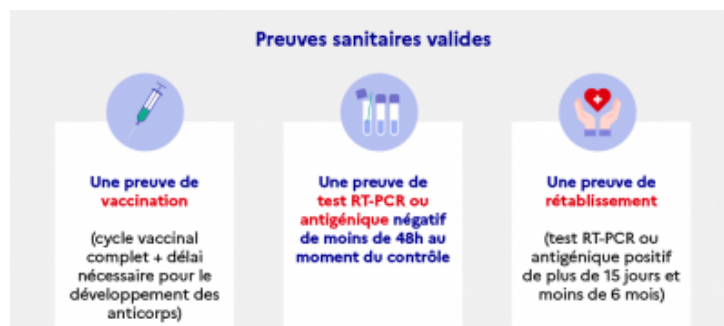 Preuves sanitaires valides
Une preuve de
vaccination
(cycle vaccinal
complet + délai
nécessaire pour le
développement des
anticorps)
Une preuve de
test RT-PCR ou
antigénique négatif
de moins de 48h au
moment du contrôle
Une preuve de
rétablissement
(test RT-PCR ou
antigénique positif
de plus de 15 jours et
moins de 6 mois)